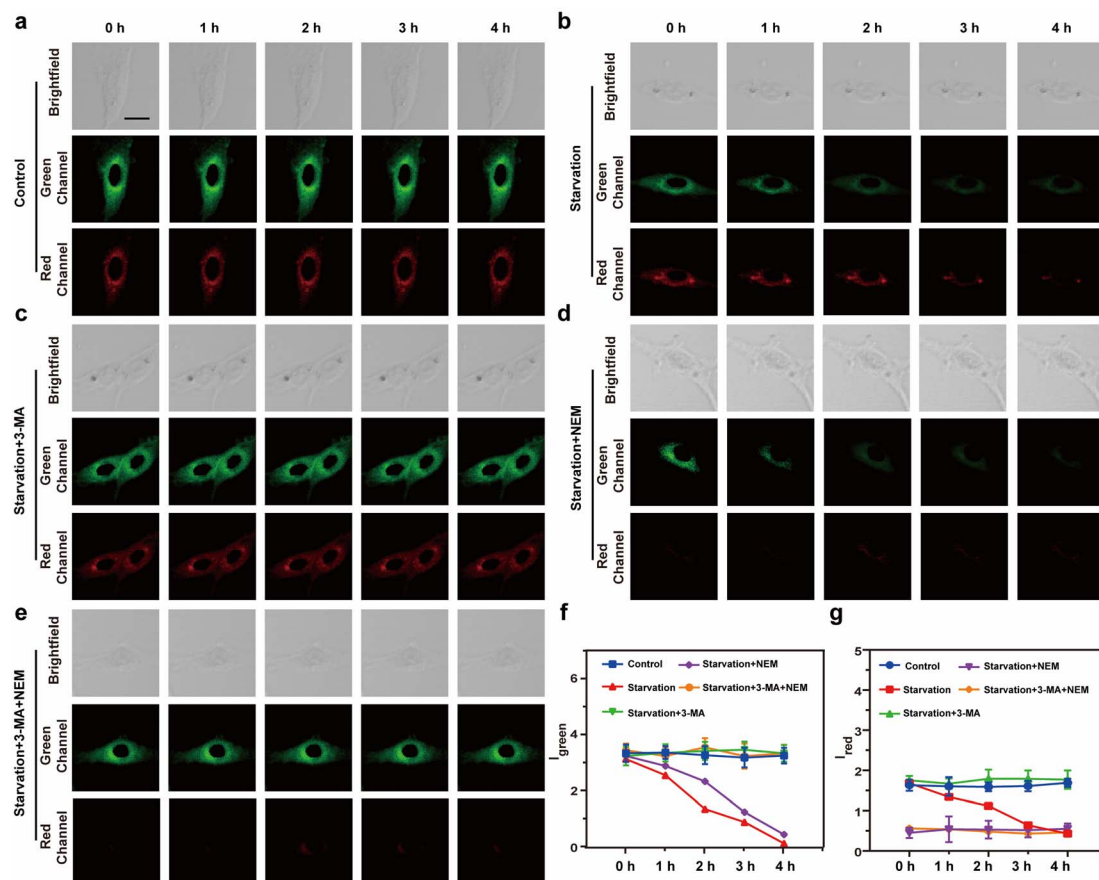 a
0 h 1 h 2 h 3 h 4 h
Control
Brightfield
Green Channel
Red Channel
b
0 h 1 h 2 h 3 h 4 h
Starvation
Brightfield
Green Channel
Red Channel
c
Starvation+3-MA
Brightfield
Green Channel
Red Channel
d
Starvation+NEM
Brightfield
Green Channel
Red Channel
e
Starvation+3-MA+NEM
Brightfield
Green Channel
Red Channel
f
Igreen
6
4
2
0
Control
Starvation+NEM
Starvation
Starvation+3-MA+NEM
Starvation+3-MA
0 h 1 h 2 h 3 h 4 h
g
Ired
5
4
3
2
1
0
Control
Starvation+NEM
Starvation
Starvation+3-MA+NEM
Starvation+3-MA
0 h 1 h 2 h 3 h 4 h